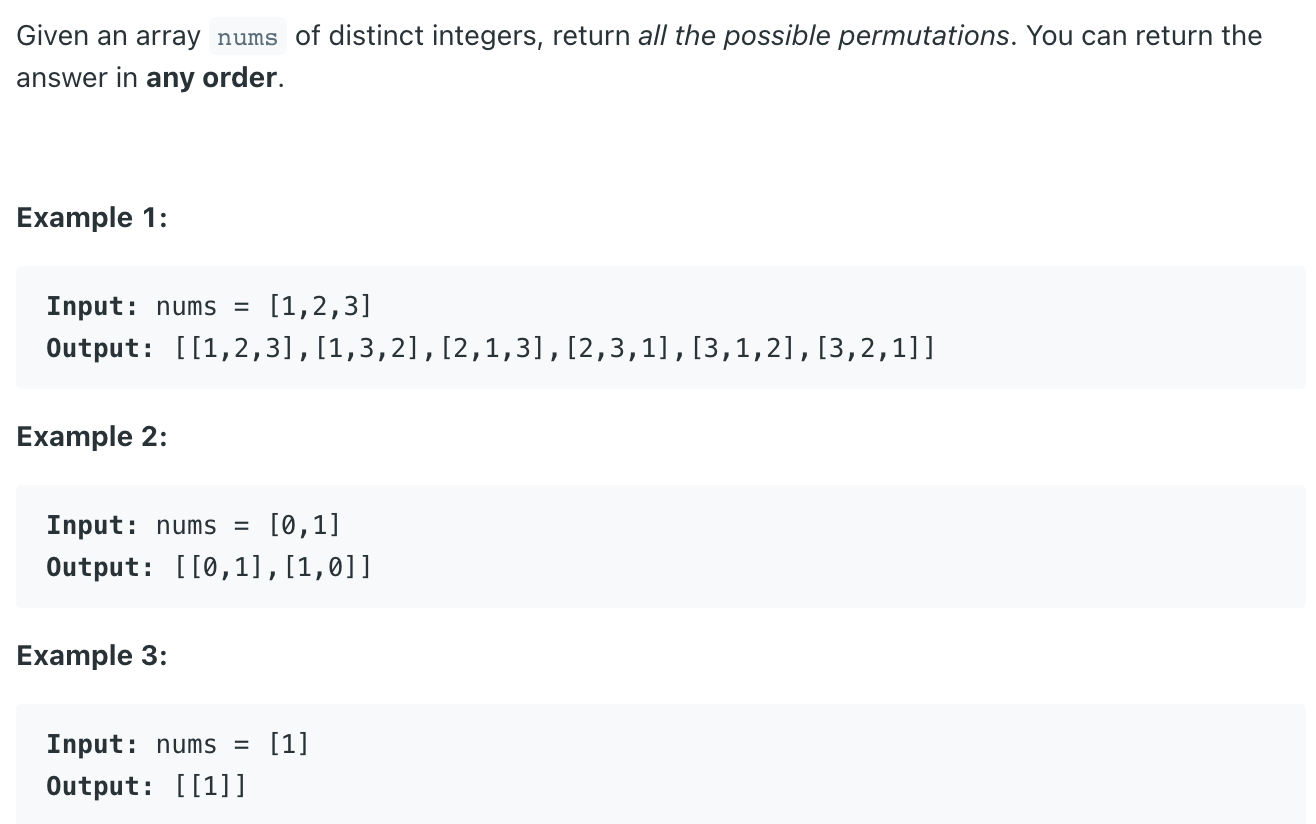 Given an array nums of distinct integers, return all the possible permutations. You can return the
answer in any order.
Example 1:
Input: nums = [1,2,3]
Output: [[1,2,3],[1,3,2],[2,1,3],[2,3,1],[3,1,2],[3,2,1]]
Example 2:
Input: nums = [0,1]
Output: [[0,1],[1,0]]
Example 3:
Input: nums = [1]
Output: [[1]]